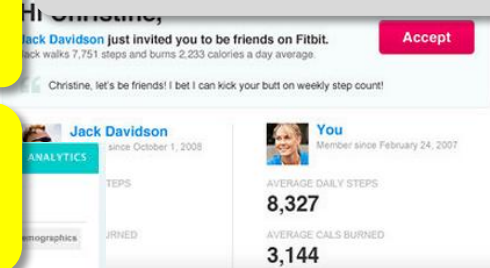 Hi Christine,
Jack Davidson just invited you to be friends on Fitbit.
Jack walks 7,751 steps and burns 2,233 calories a day average.
Accept
Christine, let's be friends! I bet I can kick your butt on weekly step count!
Jack Davidson
since October 1, 2008
You
Member since February 24, 2007
ANALYTICS
TEPS
AVERAGE DAILY STEPS
8,327
emographics
URNED
AVERAGE CALS BURNED
3,144